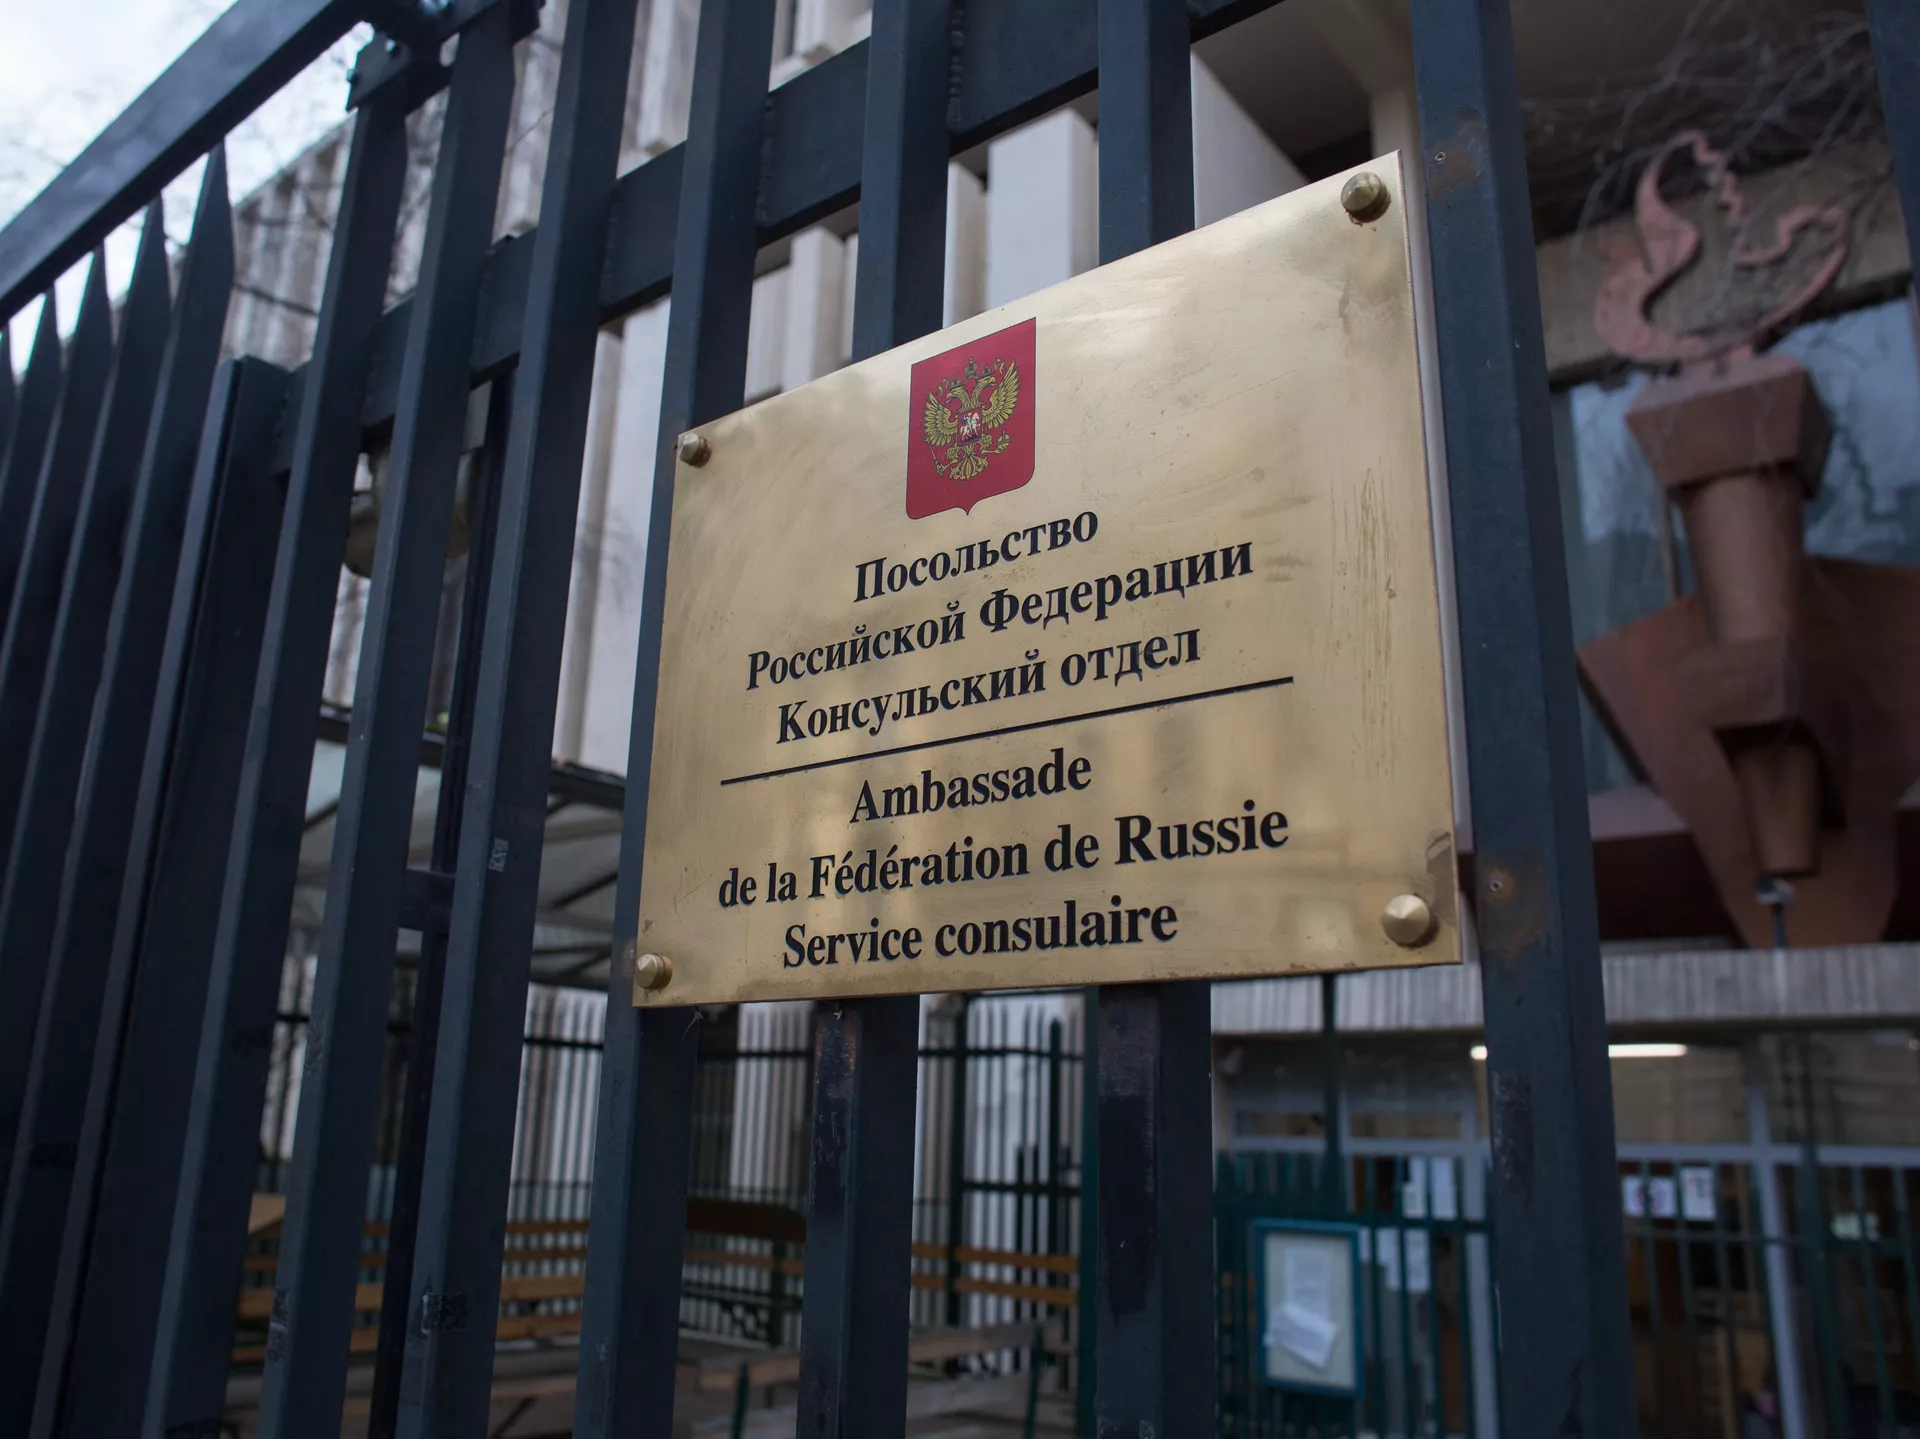 Посольство
Российской Федерации
Консульский отдел
Ambassade
de la Fédération de Russie
Service consulaire